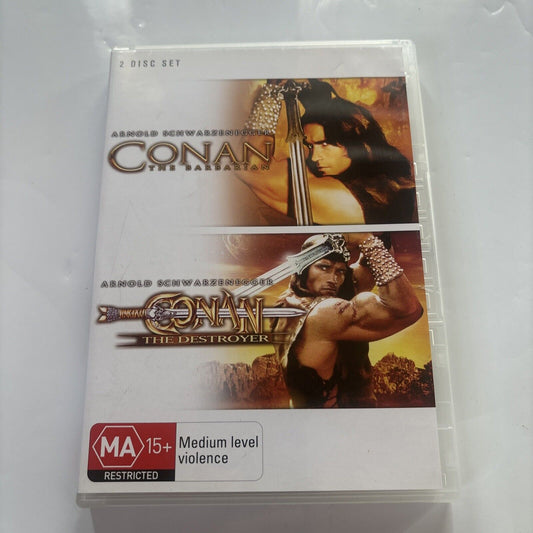 2 DISC SET
ARNOLD SCHWARZENEGGER
CONAN
THE BARBARIAN
ARNOLD SCHWARZENEGGER
CONAN
THE DESTROYER
MA 15+
RESTRICTED
Medium level
violence